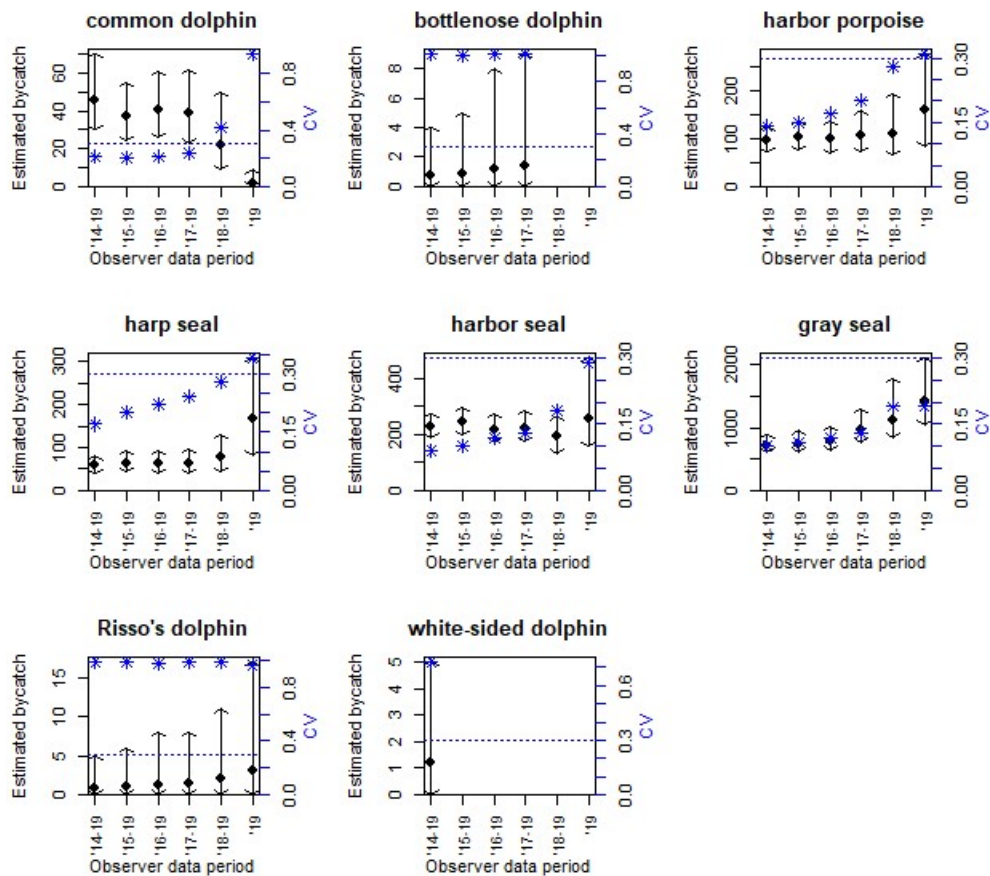 common dolphin
Estimated bycatch
0 20 40 60
0.0 0.4 0.8
CV
'14-19 '15-19 '16-19 '17-19 '18-19 '19
Observer data period
bottlenose dolphin
Estimated bycatch
0 2 4 6 8
0.0 0.4 0.8
CV
'14-19 '15-19 '16-19 '17-19 '18-19 '19
Observer data period
harbor porpoise
Estimated bycatch
0 100 200
0.00 0.15 0.30
CV
'14-19 '15-19 '16-19 '17-19 '18-19 '19
Observer data period
harp seal
Estimated bycatch
0 100 200 300
0.00 0.15 0.30
CV
'14-19 '15-19 '16-19 '17-19 '18-19 '19
Observer data period
harbor seal
Estimated bycatch
0 200 400
0.00 0.15 0.30
CV
'14-19 '15-19 '16-19 '17-19 '18-19 '19
Observer data period
gray seal
Estimated bycatch
0 1000 2000
0.00 0.15 0.30
CV
'14-19 '15-19 '16-19 '17-19 '18-19 '19
Observer data period
Risso's dolphin
Estimated bycatch
0 5 10 15
0.0 0.4 0.8
CV
'14-19 '15-19 '16-19 '17-19 '18-19 '19
Observer data period
white-sided dolphin
Estimated bycatch
0 1 2 3 4 5
0.0 0.3 0.6
CV
'14-19 '15-19 '16-19 '17-19 '18-19 '19
Observer data period